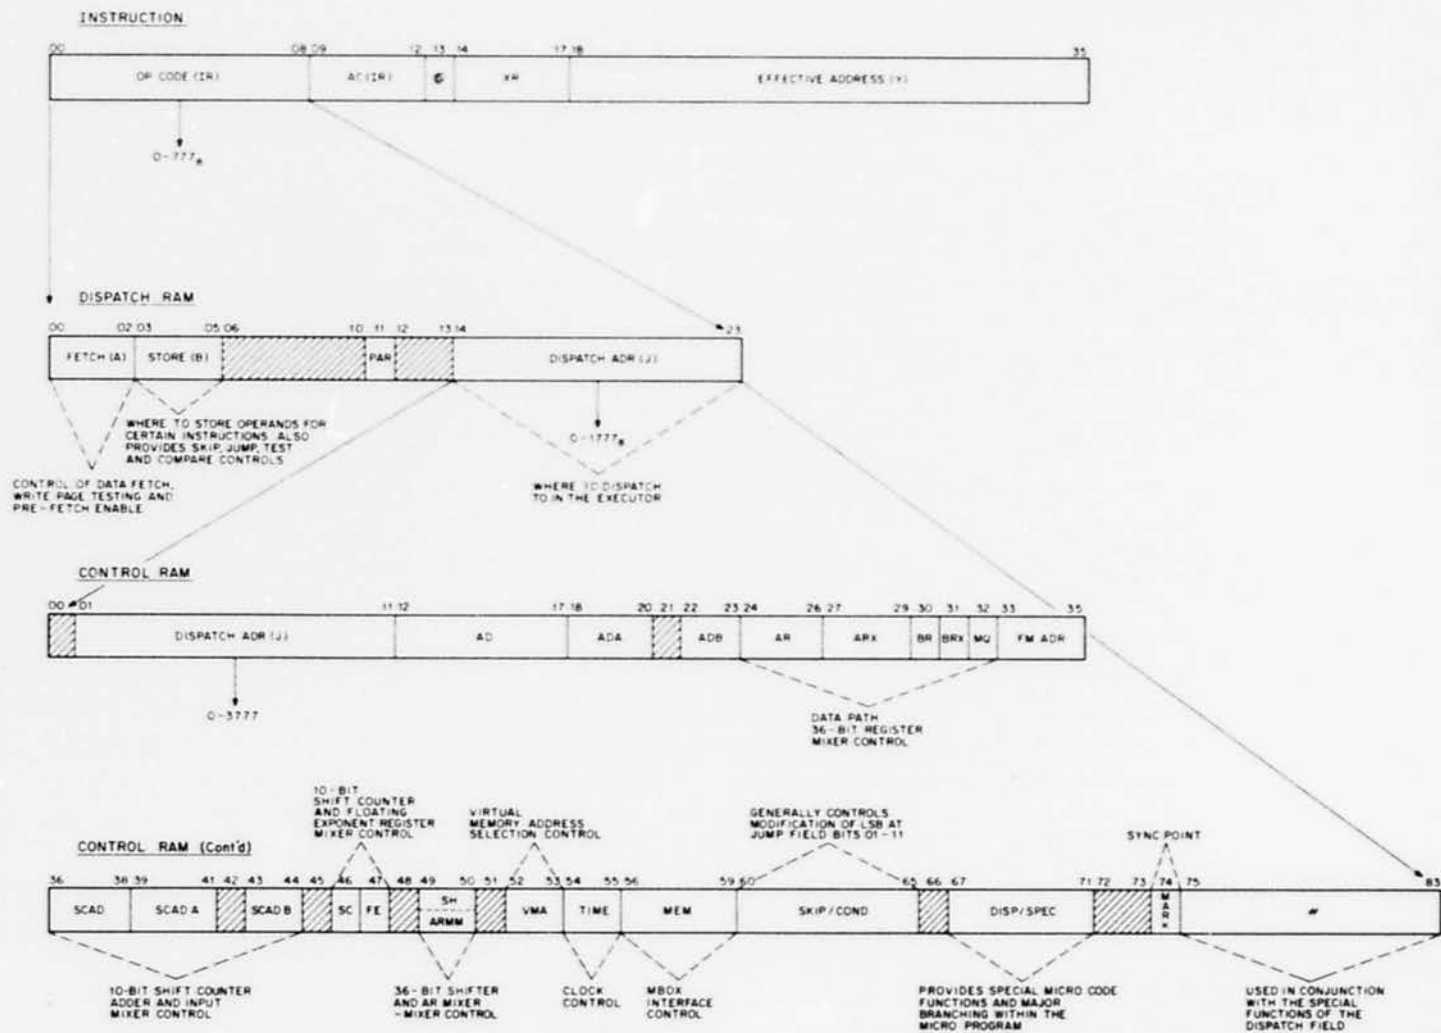 INSTRUCTION
00 08 09 12 13 14 17 18 35
OP CODE (IR) AC (IR) @ XR EFFECTIVE ADDRESS (Y)
0-777₈
DISPATCH RAM
00 02 03 05 06 10 11 12 13 14 23
FETCH (A) STORE (B) PAR DISPATCH ADR (J)
WHERE TO STORE OPERANDS FOR
CERTAIN INSTRUCTIONS. ALSO
PROVIDES SKIP, JUMP, TEST
AND COMPARE CONTROLS
0-1777₈
CONTROL OF DATA FETCH,
WRITE PAGE TESTING AND
PRE-FETCH ENABLE
WHERE TO DISPATCH
TO IN THE EXECUTOR
CONTROL RAM
00 01 11 12 17 18 20 21 22 23 24 26 27 29 30 31 32 33 35
DISPATCH ADR (J) AD ADA ADB AR ARX BR BRX MQ FM ADR
0-3777
DATA PATH
36-BIT REGISTER
MIXER CONTROL
10-BIT
SHIFT COUNTER
AND FLOATING
EXPONENT REGISTER
MIXER CONTROL
VIRTUAL
MEMORY ADDRESS
SELECTION CONTROL
GENERALLY CONTROLS
MODIFICATION OF LSB AT
JUMP FIELD BITS 01-11
SYNC POINT
CONTROL RAM (Cont'd)
36 38 39 41 42 43 44 45 46 47 48 49 50 51 52 53 54 55 56 59 60 65 66 67 71 72 73 74 75 83
SCAD SCAD A SCAD B SC FE SH ARMM VMA TIME MEM SKIP/COND DISP/SPEC MARK #
10-BIT SHIFT COUNTER
ADDER AND INPUT
MIXER CONTROL
36-BIT SHIFTER
AND AR MIXER
-MIXER CONTROL
CLOCK
CONTROL
MBOX
INTERFACE
CONTROL
PROVIDES SPECIAL MICRO CODE
FUNCTIONS AND MAJOR
BRANCHING WITHIN THE
MICRO PROGRAM
USED IN CONJUNCTION
WITH THE SPECIAL
FUNCTIONS OF THE
DISPATCH FIELD